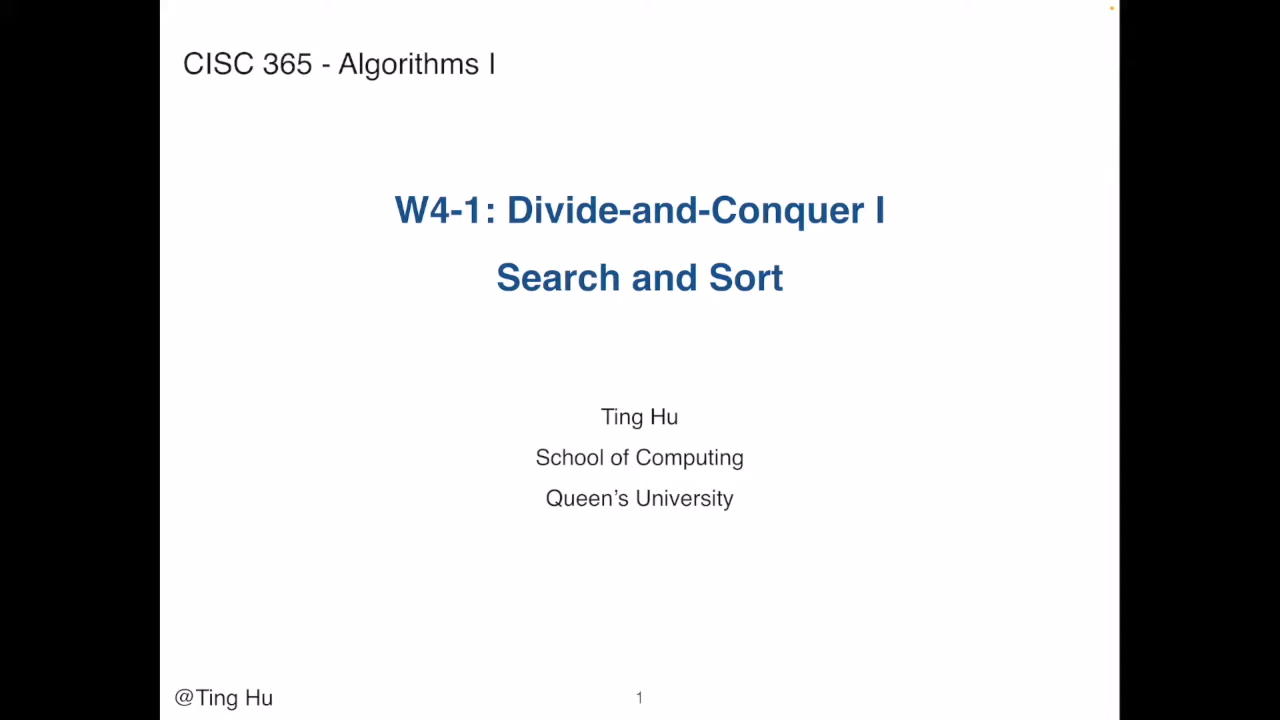 CISC 365 - Algorithms I
W4-1: Divide-and-Conquer I
Search and Sort
Ting Hu
School of Computing
Queen’s University
@Ting Hu
1